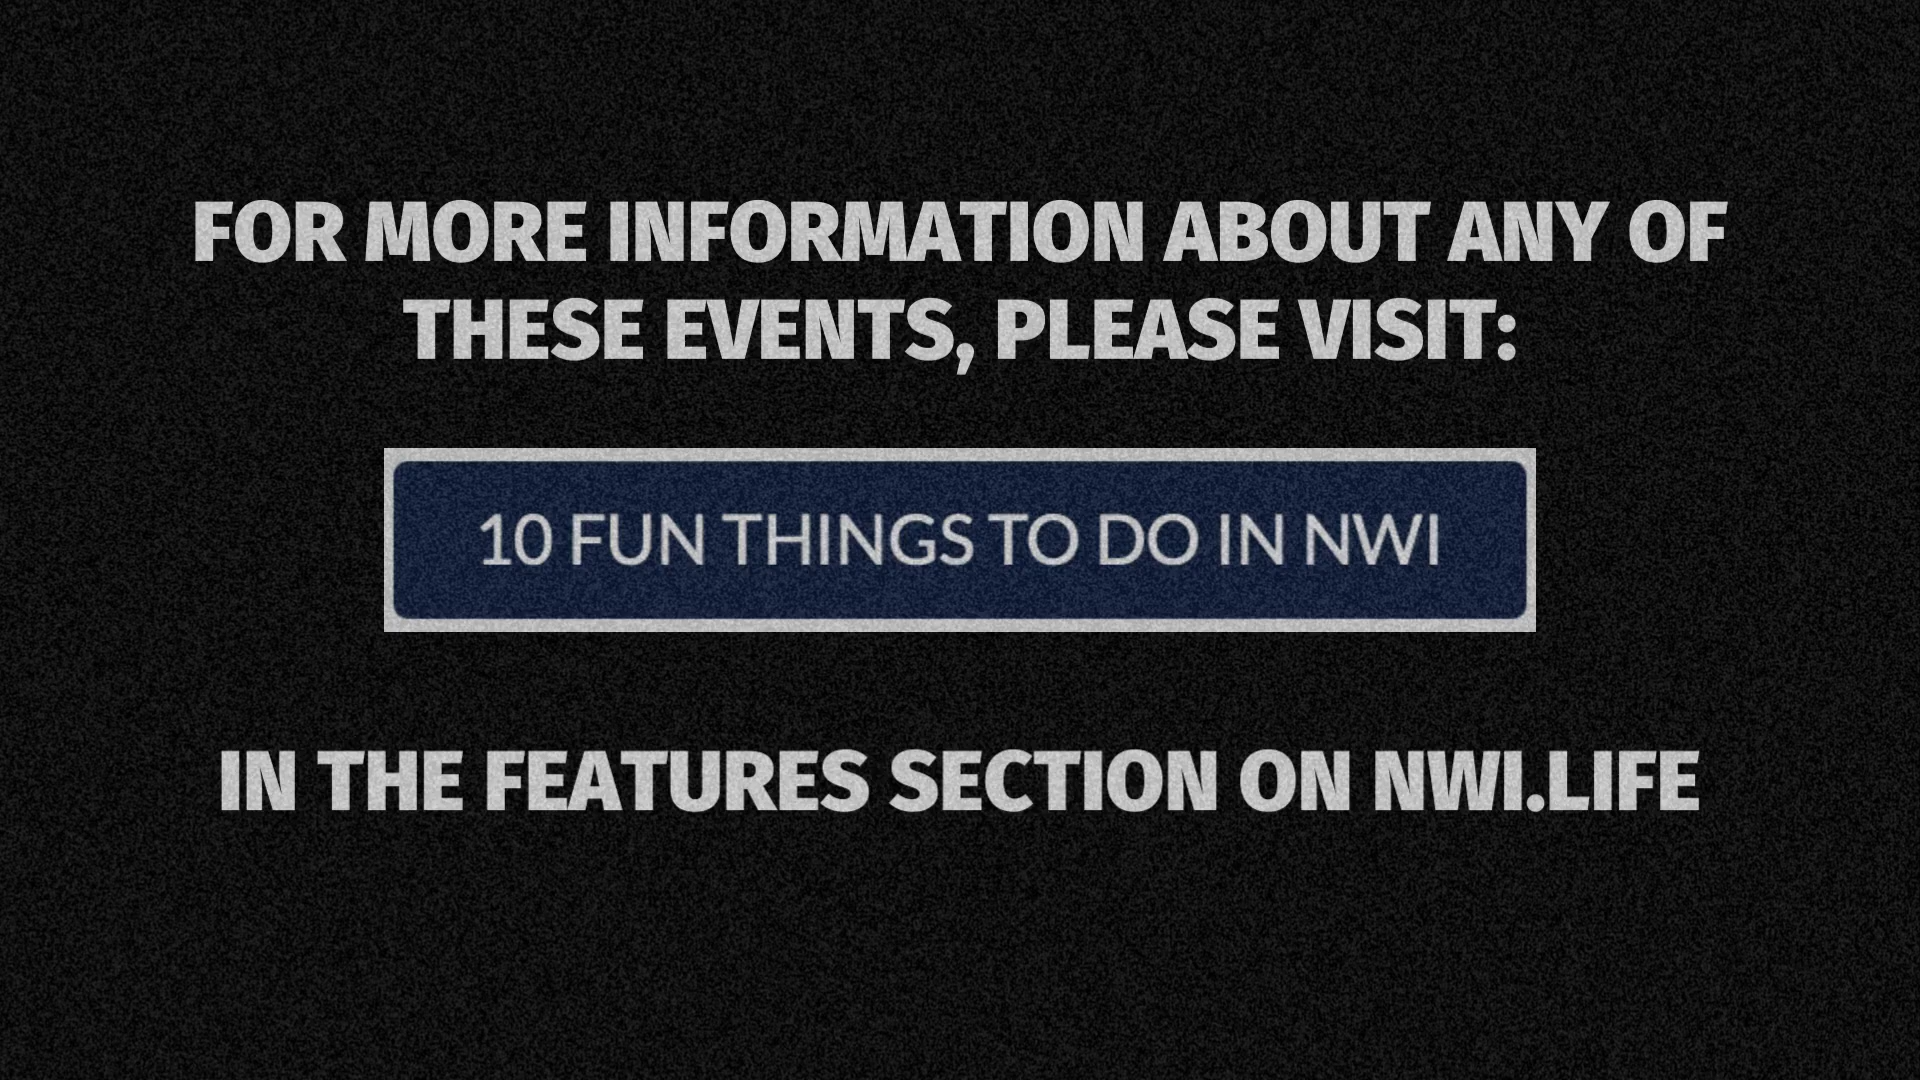 FOR MORE INFORMATION ABOUT ANY OF
THESE EVENTS, PLEASE VISIT:
10 FUN THINGS TO DO IN NWI
IN THE FEATURES SECTION ON NWI.LIFE